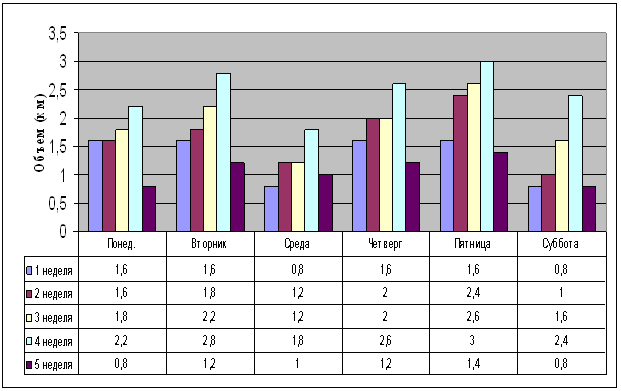 3,5
3
2,5
2
1,5
1
0,5
0
Объем (км)
Понед. Вторник Среда Четверг Пятница Суббота
1 неделя 1,6 1,6 0,8 1,6 1,6 0,8
2 неделя 1,6 1,8 1,2 2 2,4 1
3 неделя 1,8 2,2 1,2 2 2,6 1,6
4 неделя 2,2 2,8 1,8 2,6 3 2,4
5 неделя 0,8 1,2 1 1,2 1,4 0,8